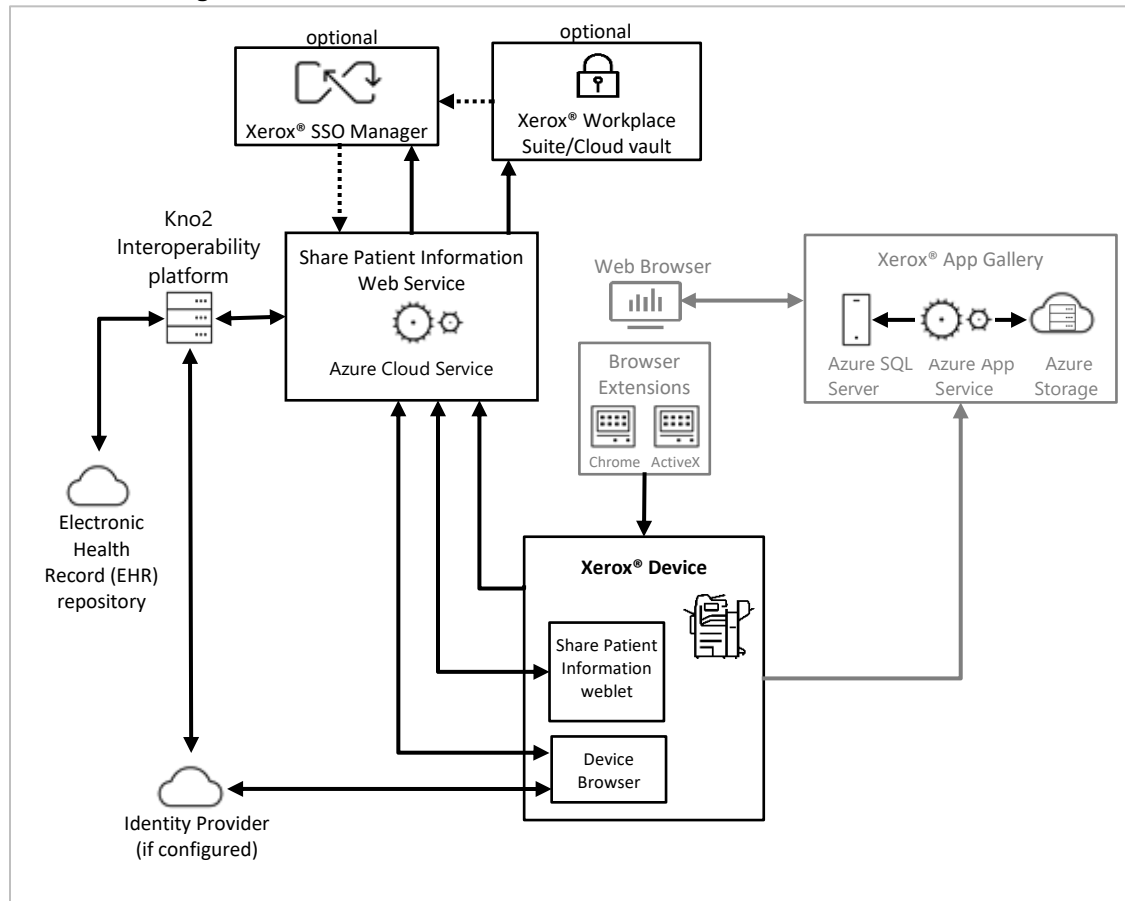 optional
optional
Xerox® SSO Manager
Xerox® Workplace
Suite/Cloud vault
Kno2
Interoperability
platform
Share Patient Information
Web Service
Azure Cloud Service
Web Browser
Xerox® App Gallery
Azure SQL
Server
Azure App
Service
Azure
Storage
Browser
Extensions
Chrome
ActiveX
Electronic
Health
Record (EHR)
repository
Xerox® Device
Share Patient
Information
weblet
Device
Browser
Identity Provider
(if configured)